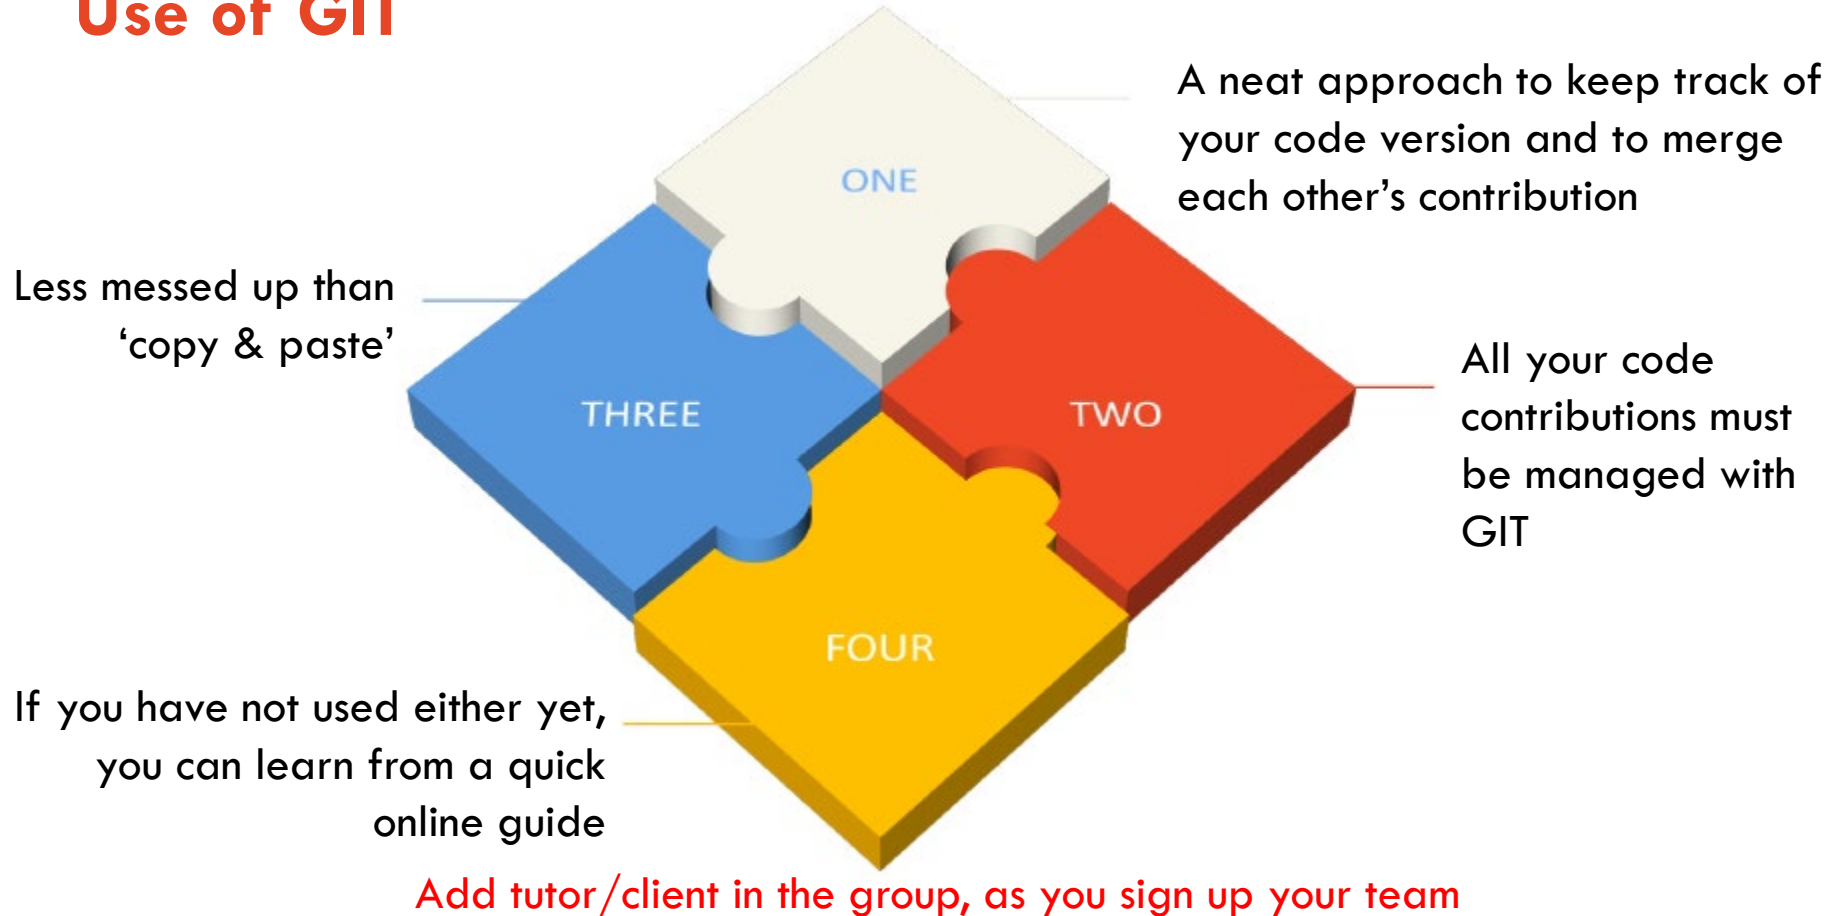 Use of GIT
ONE
A neat approach to keep track of
your code version and to merge
each other’s contribution
TWO
All your code
contributions must
be managed with
GIT
THREE
Less messed up than
‘copy & paste’
FOUR
If you have not used either yet,
you can learn from a quick
online guide
Add tutor/client in the group, as you sign up your team